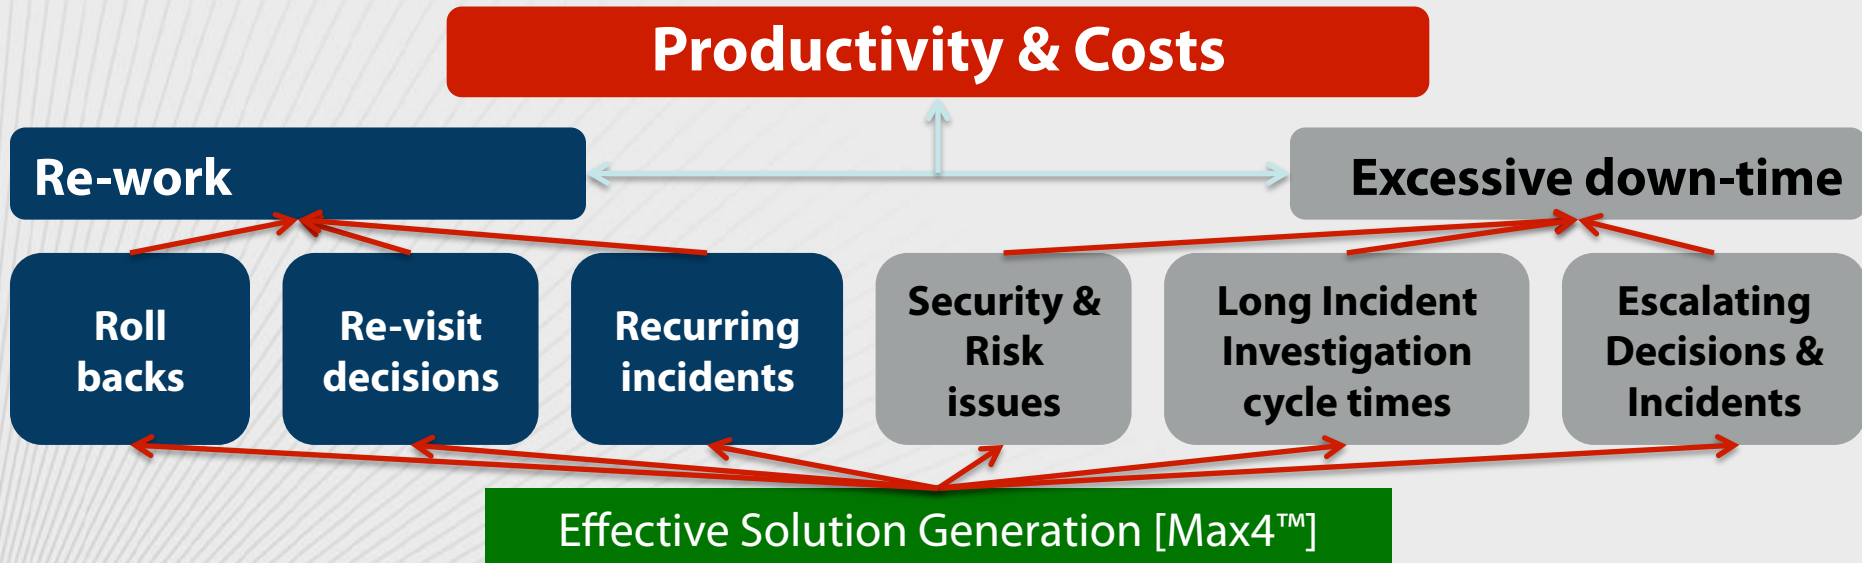 Productivity & Costs
Re-work
Excessive down-time
Roll
backs
Re-visit
decisions
Recurring
incidents
Security &
Risk
issues
Long Incident
Investigation
cycle times
Escalating
Decisions &
Incidents
Effective Solution Generation [Max4™]